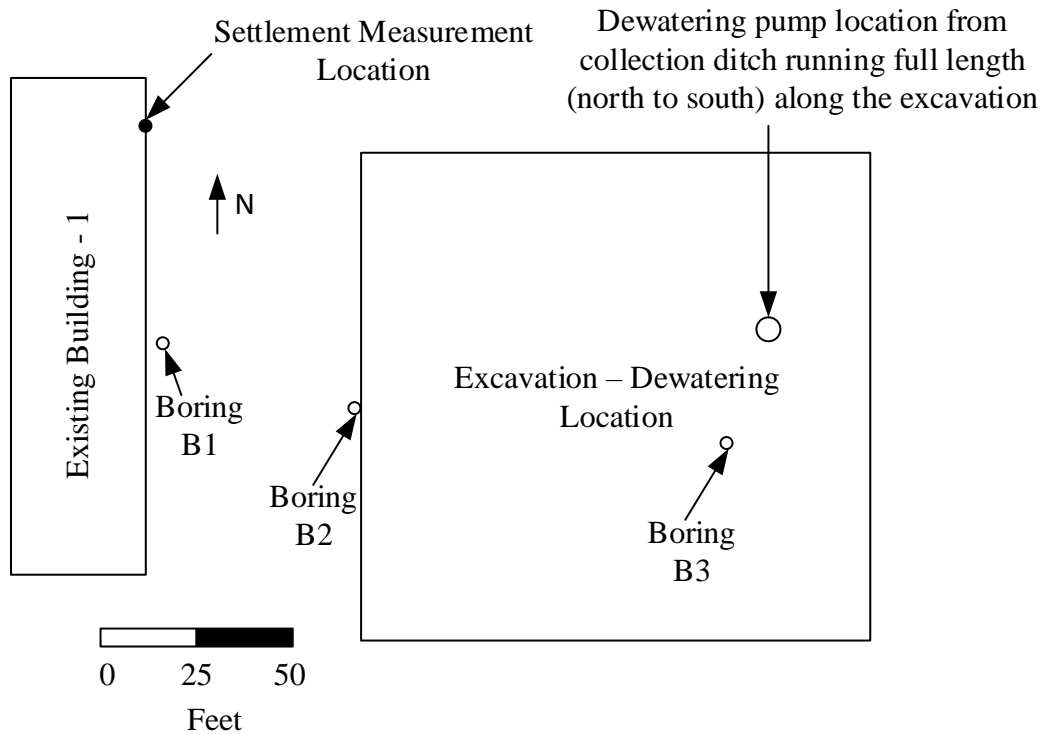 Settlement Measurement
Location
Dewatering pump location from
collection ditch running full length
(north to south) along the excavation
N
Existing Building - 1
Boring
B1
Excavation – Dewatering
Location
Boring
B2
Boring
B3
0 25 50
Feet